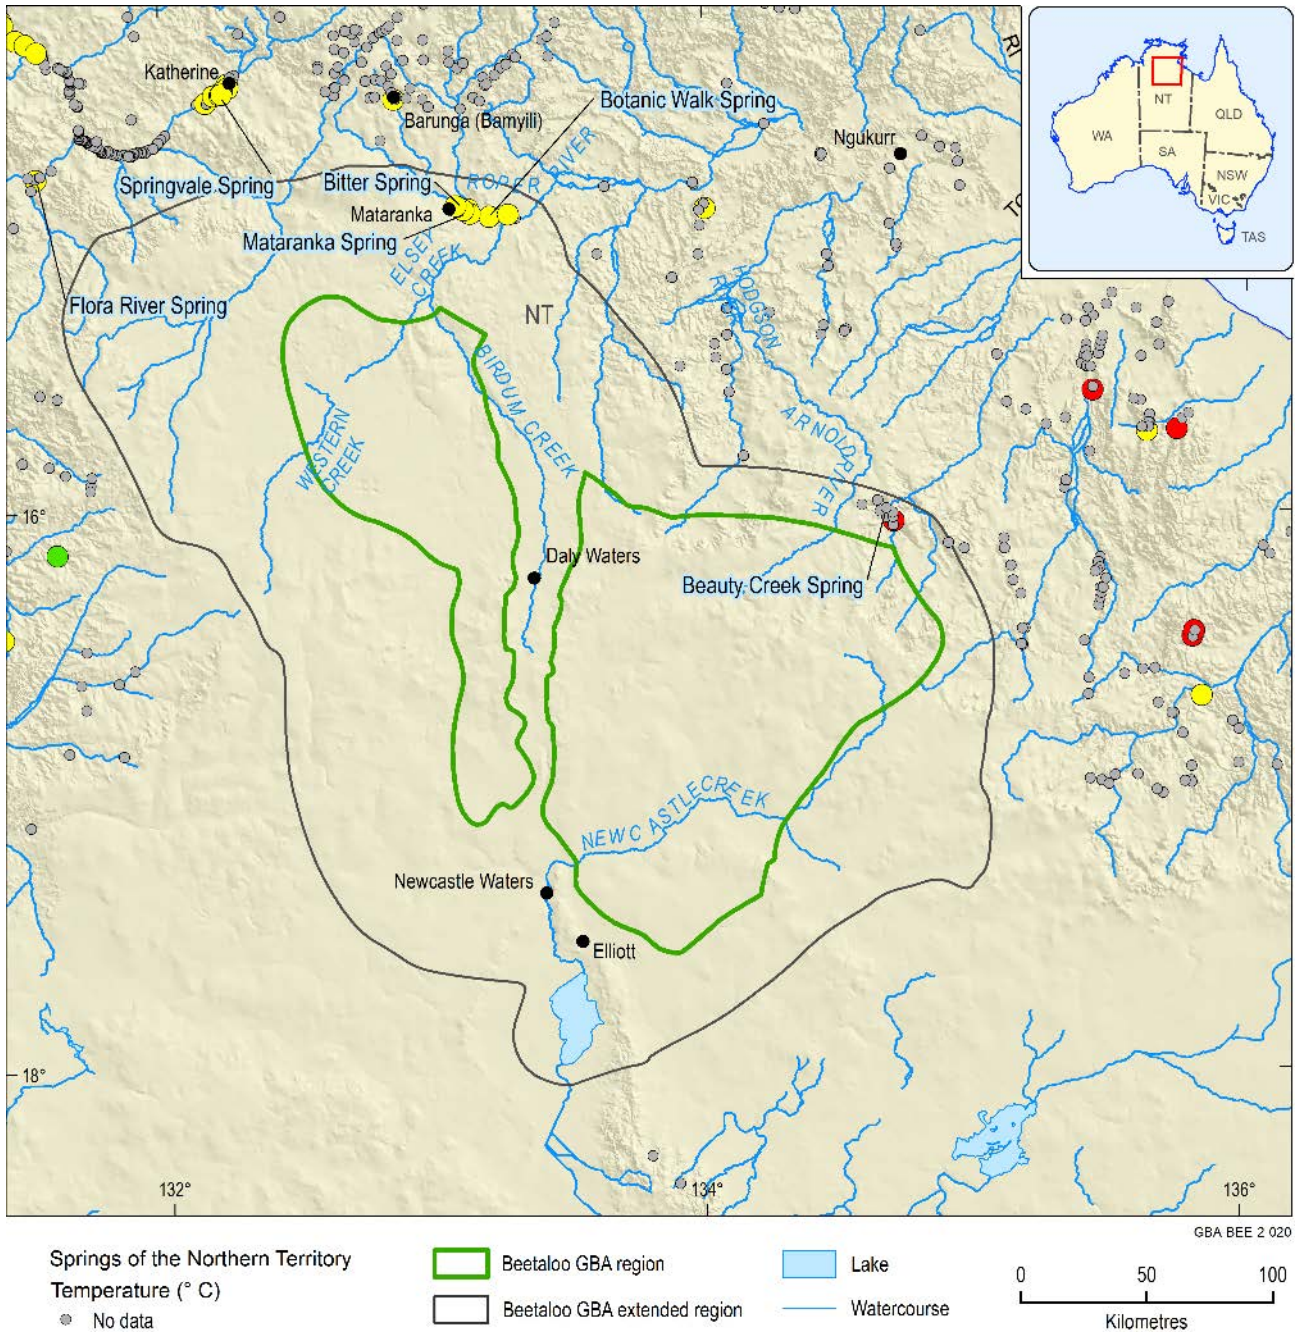 Katherine
Botanic Walk Spring
Barunga (Bamyili)
Ngukurr
RI
Springvale Spring
Bitter Spring
ROPER RIVER
Mataranka
TO
Mataranka Spring
ELSEY
CREEK
Flora River Spring
NT
HODGSON
RIVER
BIRDUM CREEK
ARNOLD RIVER
WESTERN
CREEK
16°
Daly Waters
Beauty Creek Spring
NEWCASTLE CREEK
Newcastle Waters
Elliott
18°
132°
134°
136°
WA
NT
QLD
SA
NSW
VIC
TAS
GBA BEE 2 020
Springs of the Northern Territory
Temperature (° C)
No data
Beetaloo GBA region
Beetaloo GBA extended region
Lake
Watercourse
0 50 100
Kilometres